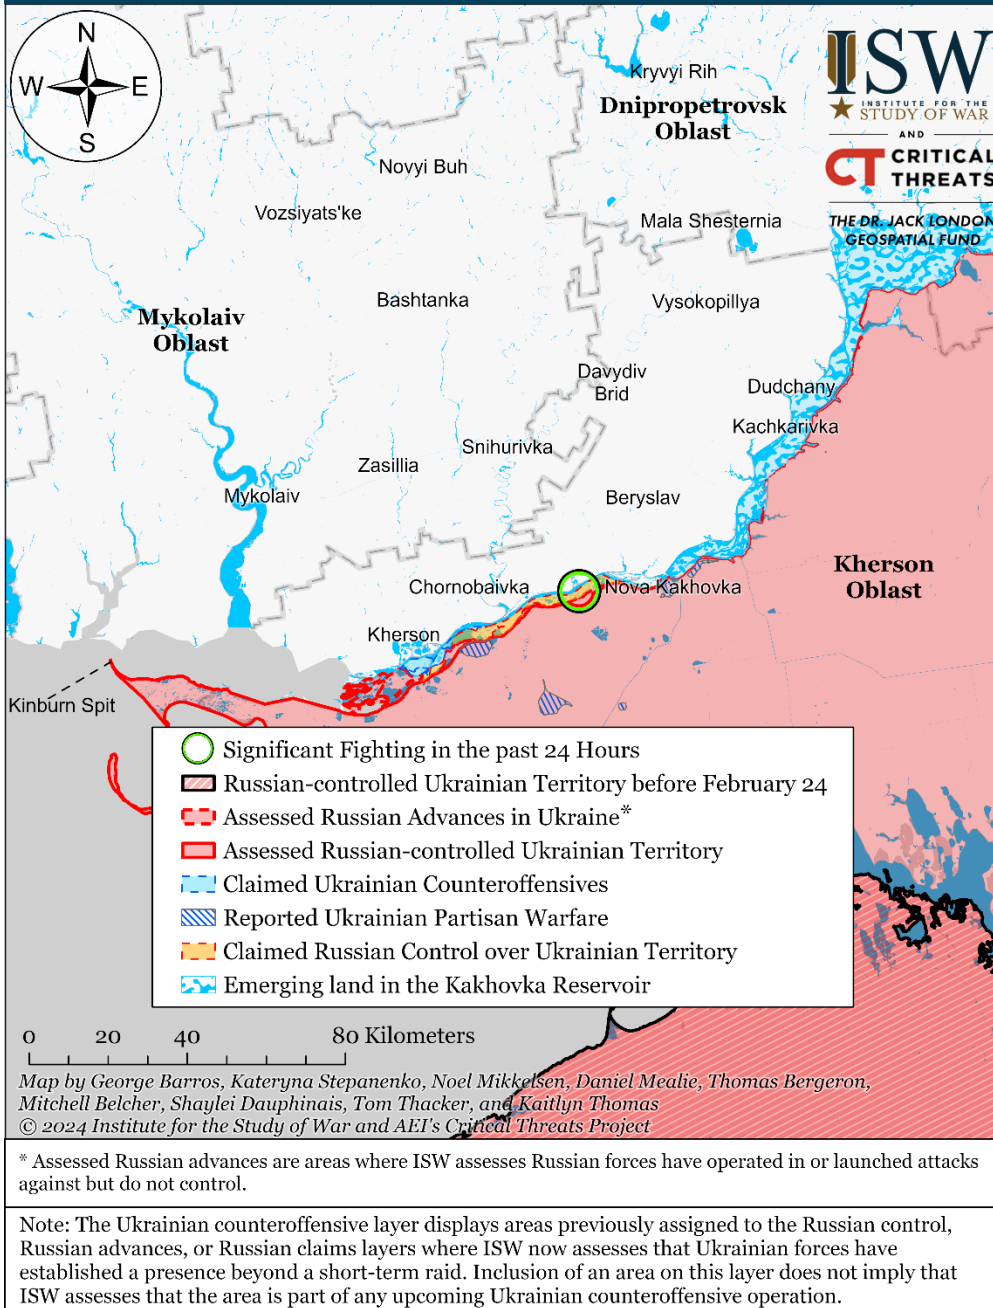 N
W E
S
ISW
INSTITUTE FOR THE
STUDY OF WAR
AND
CT CRITICAL
THREATS
THE DR. JACK LONDON
GEOSPATIAL FUND
Kryvyi Rih
Dnipropetrovsk
Oblast
Novyi Buh
Vozsiyats'ke
Mala Shesternia
Bashtanka
Vysokopillya
Mykolaiv
Oblast
Davydiv
Brid
Dudchany
Kachkarivka
Snihurivka
Zasillia
Mykolaiv
Beryslav
Kherson
Oblast
Chornobaivka
Nova Kakhovka
Kherson
Kinburn Spit
Significant Fighting in the past 24 Hours
Russian-controlled Ukrainian Territory before February 24
Assessed Russian Advances in Ukraine*
Assessed Russian-controlled Ukrainian Territory
Claimed Ukrainian Counteroffensives
Reported Ukrainian Partisan Warfare
Claimed Russian Control over Ukrainian Territory
Emerging land in the Kakhovka Reservoir
0 20 40 80 Kilometers
Map by George Barros, Kateryna Stepanenko, Noel Mikkelsen, Daniel Mealie, Thomas Bergeron,
Mitchell Belcher, Shaylei Dauphinais, Tom Thacker, and Kaitlyn Thomas
© 2024 Institute for the Study of War and AEI's Critical Threats Project
* Assessed Russian advances are areas where ISW assesses Russian forces have operated in or launched attacks
against but do not control.
Note: The Ukrainian counteroffensive layer displays areas previously assigned to the Russian control,
Russian advances, or Russian claims layers where ISW now assesses that Ukrainian forces have
established a presence beyond a short-term raid. Inclusion of an area on this layer does not imply that
ISW assesses that the area is part of any upcoming Ukrainian counteroffensive operation.